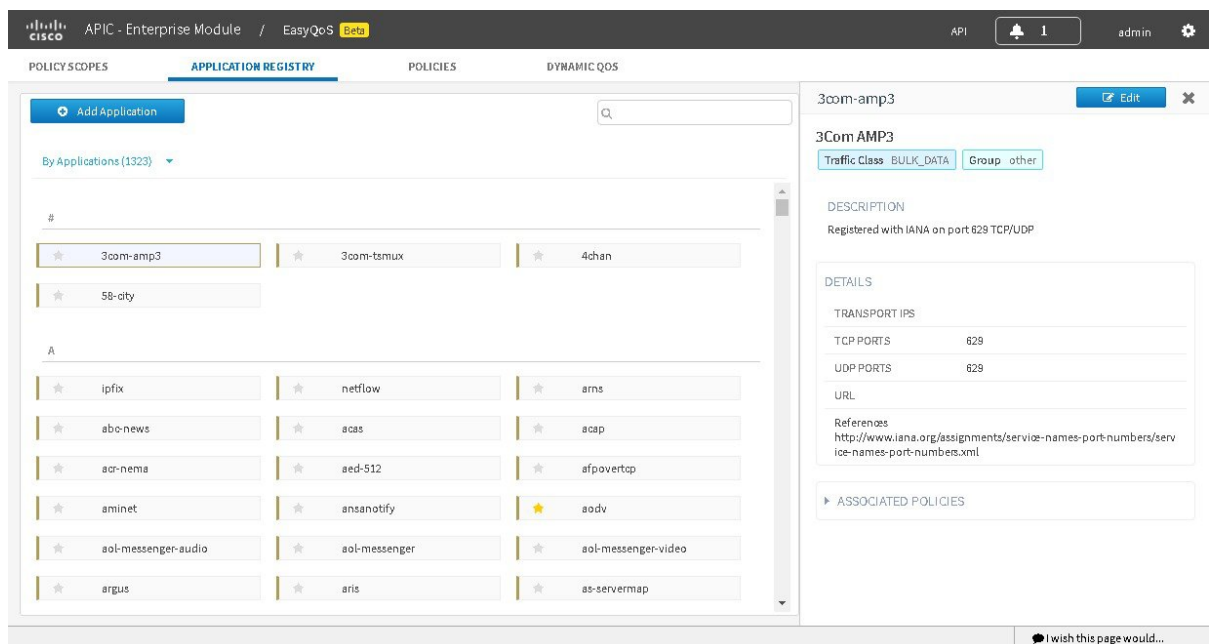 CISCO APIC - Enterprise Module / EasyQoS Beta API 1 admin
POLICY SCOPES APPLICATION REGISTRY POLICIES DYNAMIC QOS
Add Application
By Applications (1323)
#
3com-amp3 3com-tsmux 4chan
58-city
A
ipfix netflow arns
abc-news acas acap
acr-nema aed-512 afpovertcp
aminet ansanotify aodv
aol-messenger-audio aol-messenger aol-messenger-video
argus aris as-servermap
3com-amp3 Edit
3Com AMP3
Traffic Class BULK_DATA Group other
DESCRIPTION
Registered with IANA on port 629 TCP/UDP
DETAILS
TRANSPORT IPS
TCP PORTS 629
UDP PORTS 629
URL
References
http://www.iana.org/assignments/service-names-port-numbers/serv
ice-names-port-numbers.xml
ASSOCIATED POLICIES
I wish this page would...